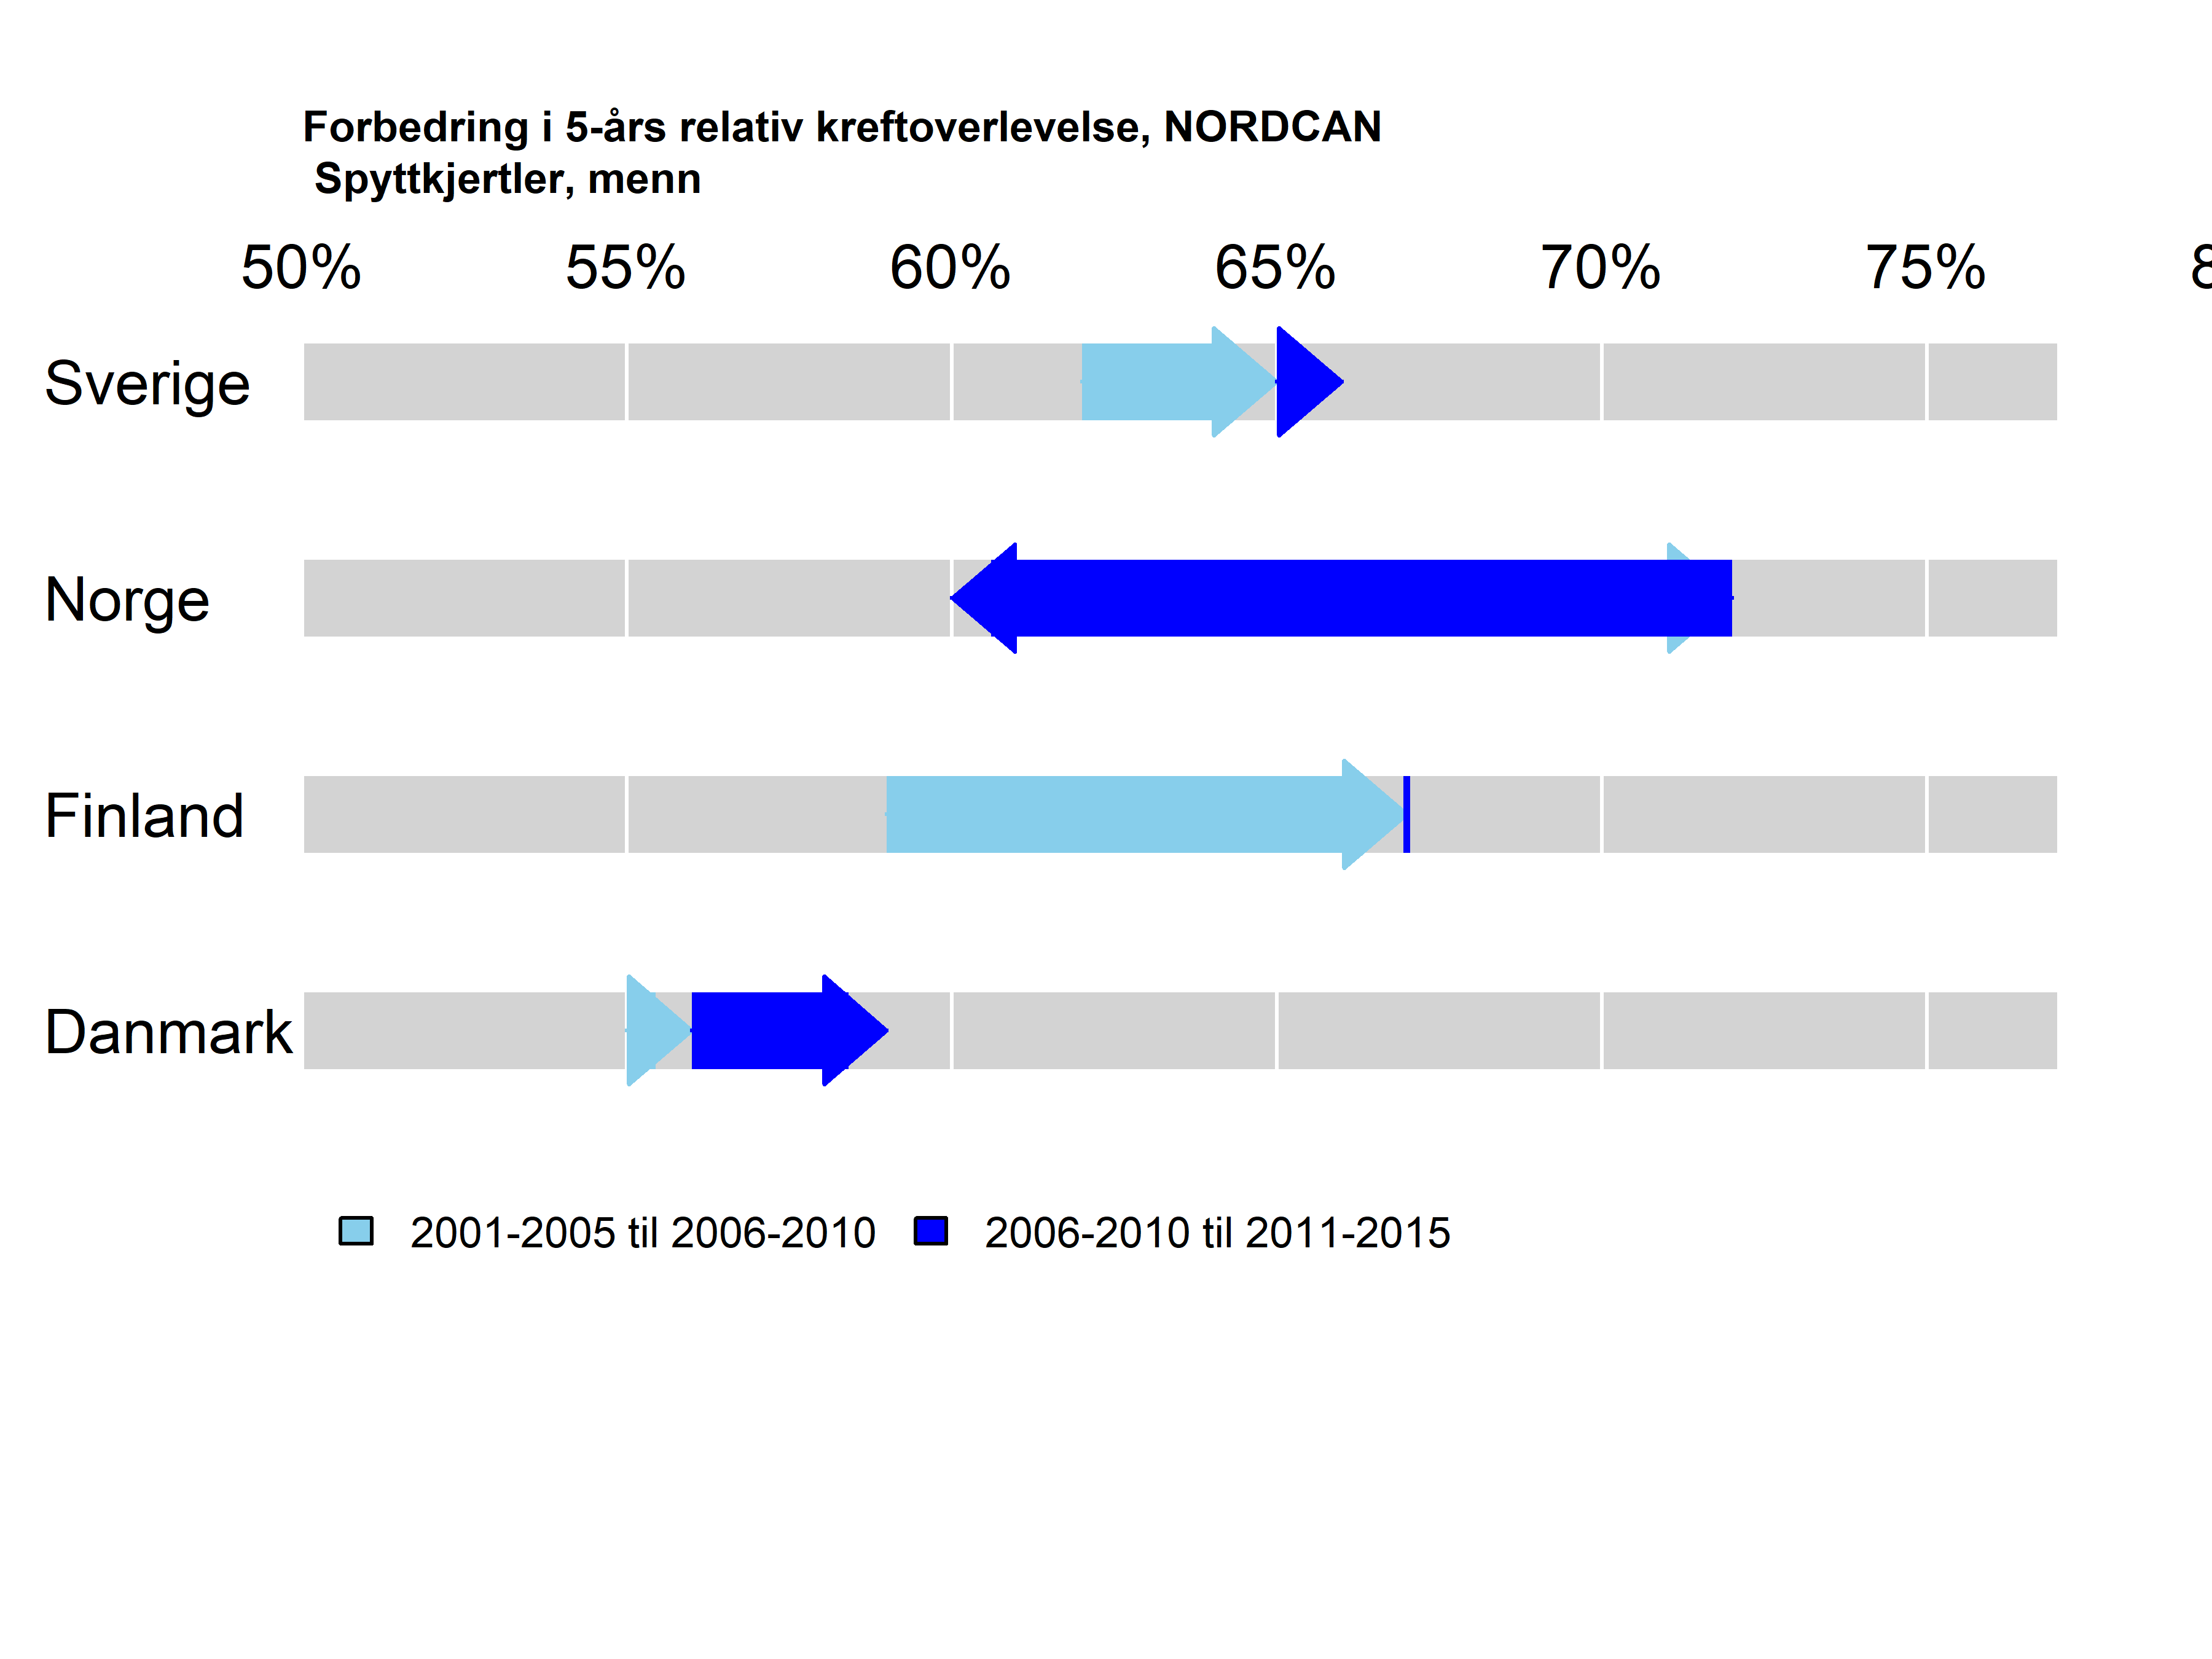 Forbedring i 5-års relativ kreftoverlevelse, NORDCAN
Spyttkjertler, menn
50% 55% 60% 65% 70% 75%
Sverige
Norge
Finland
Danmark
2001-2005 til 2006-2010 2006-2010 til 2011-2015